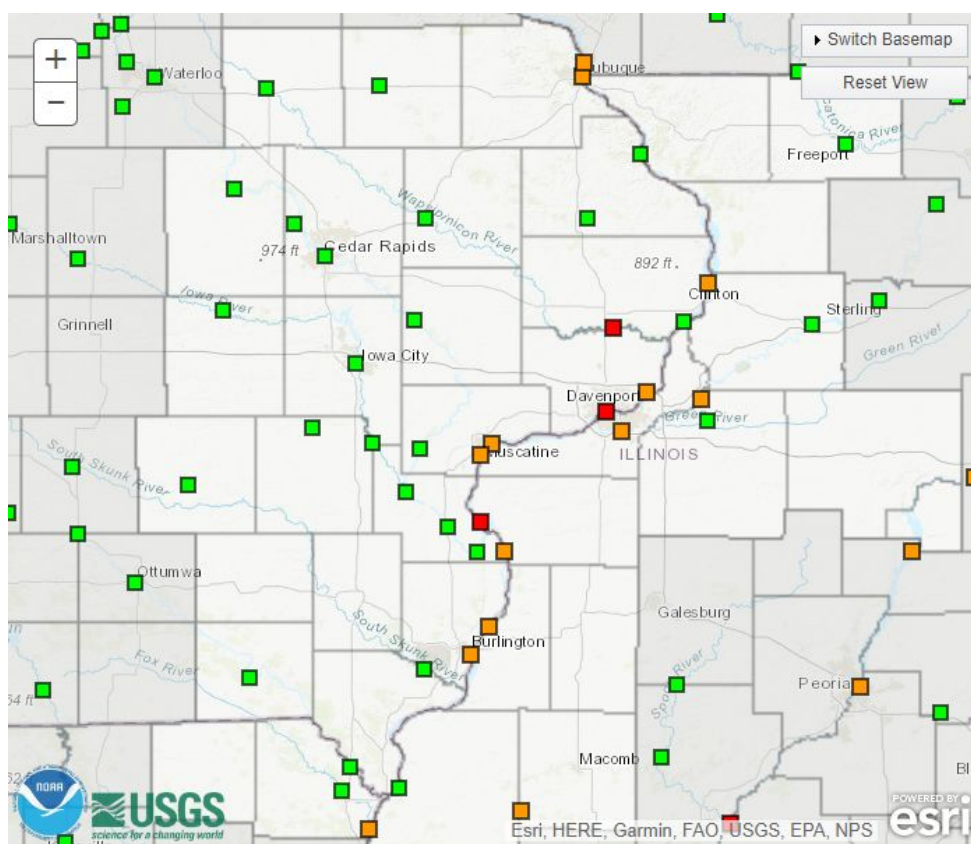 +
−
Switch Basemap
Reset View
Waterloo
ubuque
catonica River
Freeport
Wapsipinicon River
Marshalltown
974 ft
Cedar Rapids
892 ft
Iowa River
Clinton
Sterling
Grinnell
Green River
Iowa City
Davenport
Green River
Muscatine
ILLINOIS
South Skunk River
Ottumwa
Galesburg
South Skunk River
Burlington
Fox River
Spoon River
Peoria
Macomb
NOAA
USGS
science for a changing world
Esri, HERE, Garmin, FAO, USGS, EPA, NPS
POWERED BY
esri